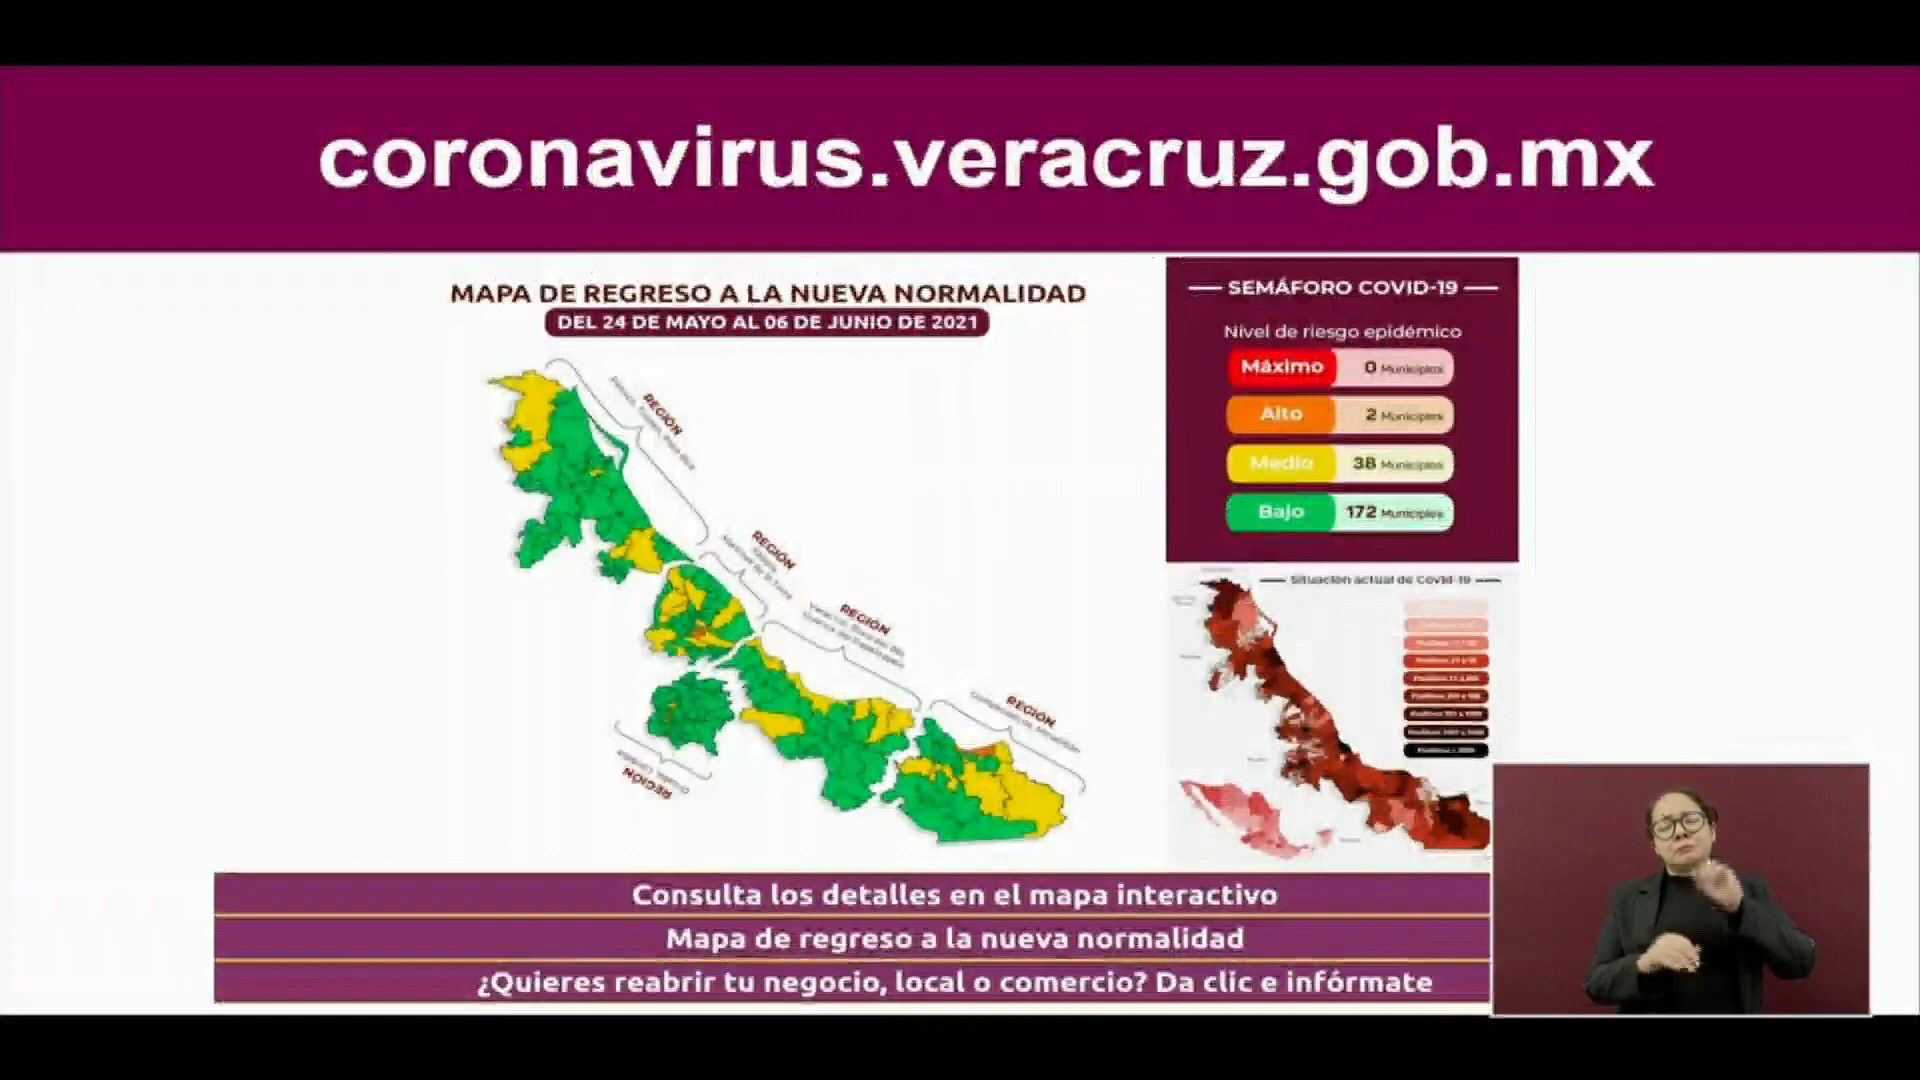 coronavirus.veracruz.gob.mx
MAPA DE REGRESO A LA NUEVA NORMALIDAD
DEL 24 DE MAYO AL 06 DE JUNIO DE 2021
REGIÓN
REGIÓN
REGIÓN
REGIÓN
REGIÓN
SEMÁFORO COVID-19
Nivel de riesgo epidémico
Máximo 0 Municipios
Alto 2 Municipios
Medio 38 Municipios
Bajo 172 Municipios
Situación actual de Covid-19
Consulta los detalles en el mapa interactivo
Mapa de regreso a la nueva normalidad
¿Quieres reabrir tu negocio, local o comercio? Da clic e infórmate